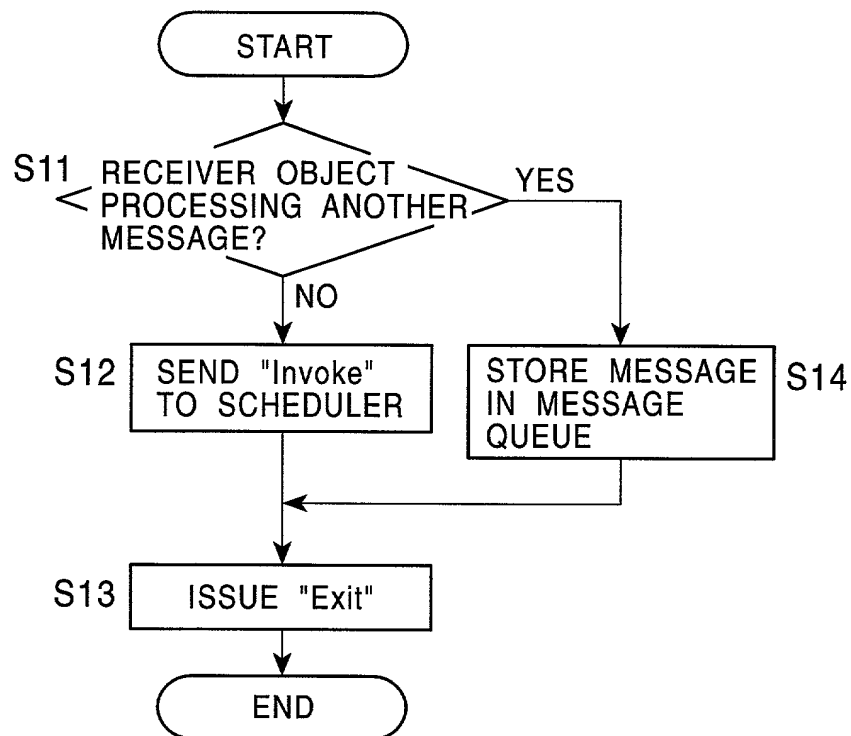 START
S11
RECEIVER OBJECT
PROCESSING ANOTHER
MESSAGE?
YES
NO
S12
SEND "Invoke"
TO SCHEDULER
STORE MESSAGE
IN MESSAGE
QUEUE
S14
S13
ISSUE "Exit"
END